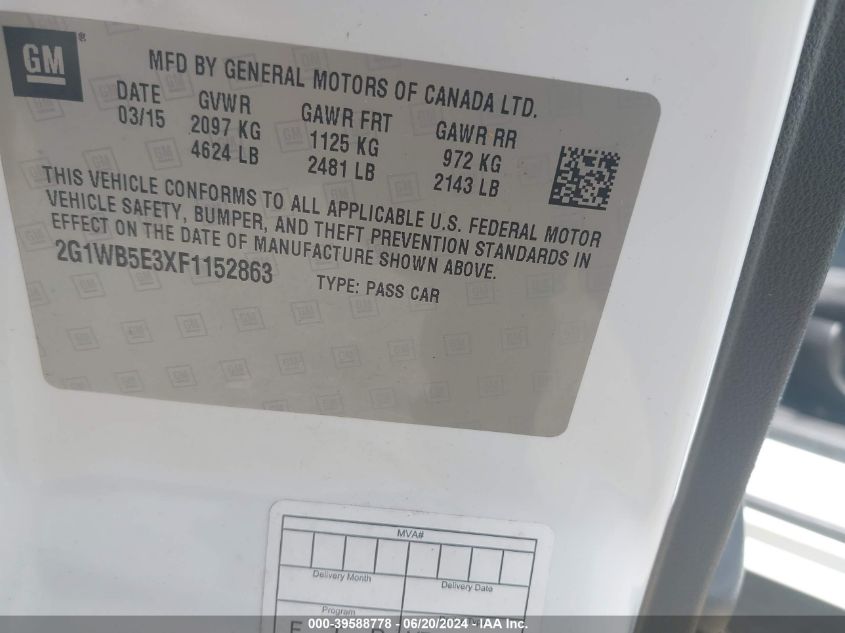 GM ®
MFD BY GENERAL MOTORS OF CANADA LTD.
DATE GVWR GAWR FRT GAWR RR
03/15 2097 KG 1125 KG 972 KG
4624 LB 2481 LB 2143 LB
THIS VEHICLE CONFORMS TO ALL APPLICABLE U.S. FEDERAL MOTOR
VEHICLE SAFETY, BUMPER, AND THEFT PREVENTION STANDARDS IN
EFFECT ON THE DATE OF MANUFACTURE SHOWN ABOVE.
2G1WB5E3XF1152863 TYPE: PASS CAR
MVA#
Delivery Month Delivery Date
Program
000-39588778 - 06/20/2024 - IAA Inc.